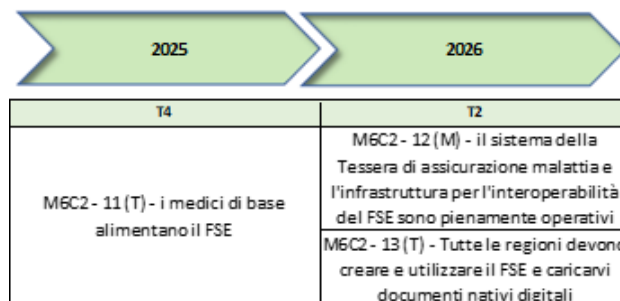 2025
2026
T4
T2
M6C2 - 11 (T) - i medici di base
alimentano il FSE
M6C2 - 12 (M) - il sistema della
Tessera di assicurazione malattia e
l'infrastruttura per l'interoperabilità
del FSE sono pienamente operativi
M6C2 - 13 (T) - Tutte le regioni devono
creare e utilizzare il FSE e caricarvi
documenti nativi digitali